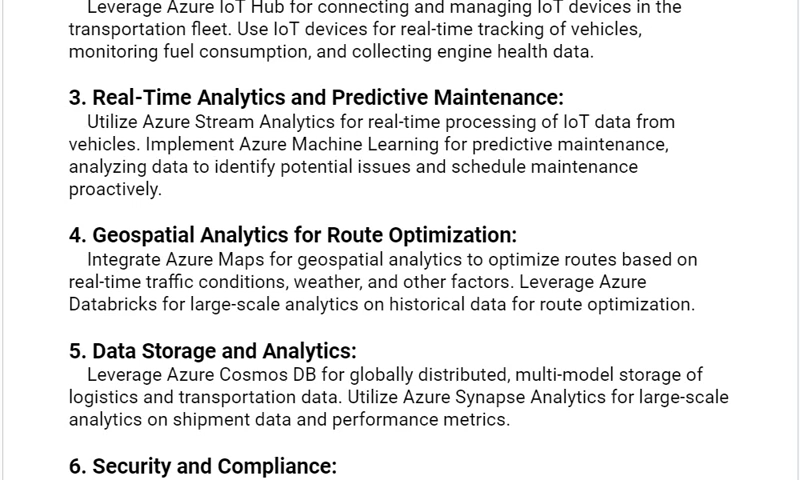 Leverage Azure IoT Hub for connecting and managing IoT devices in the
transportation fleet. Use IoT devices for real-time tracking of vehicles,
monitoring fuel consumption, and collecting engine health data.
3. Real-Time Analytics and Predictive Maintenance:
Utilize Azure Stream Analytics for real-time processing of IoT data from
vehicles. Implement Azure Machine Learning for predictive maintenance,
analyzing data to identify potential issues and schedule maintenance
proactively.
4. Geospatial Analytics for Route Optimization:
Integrate Azure Maps for geospatial analytics to optimize routes based on
real-time traffic conditions, weather, and other factors. Leverage Azure
Databricks for large-scale analytics on historical data for route optimization.
5. Data Storage and Analytics:
Leverage Azure Cosmos DB for globally distributed, multi-model storage of
logistics and transportation data. Utilize Azure Synapse Analytics for large-scale
analytics on shipment data and performance metrics.
6. Security and Compliance: